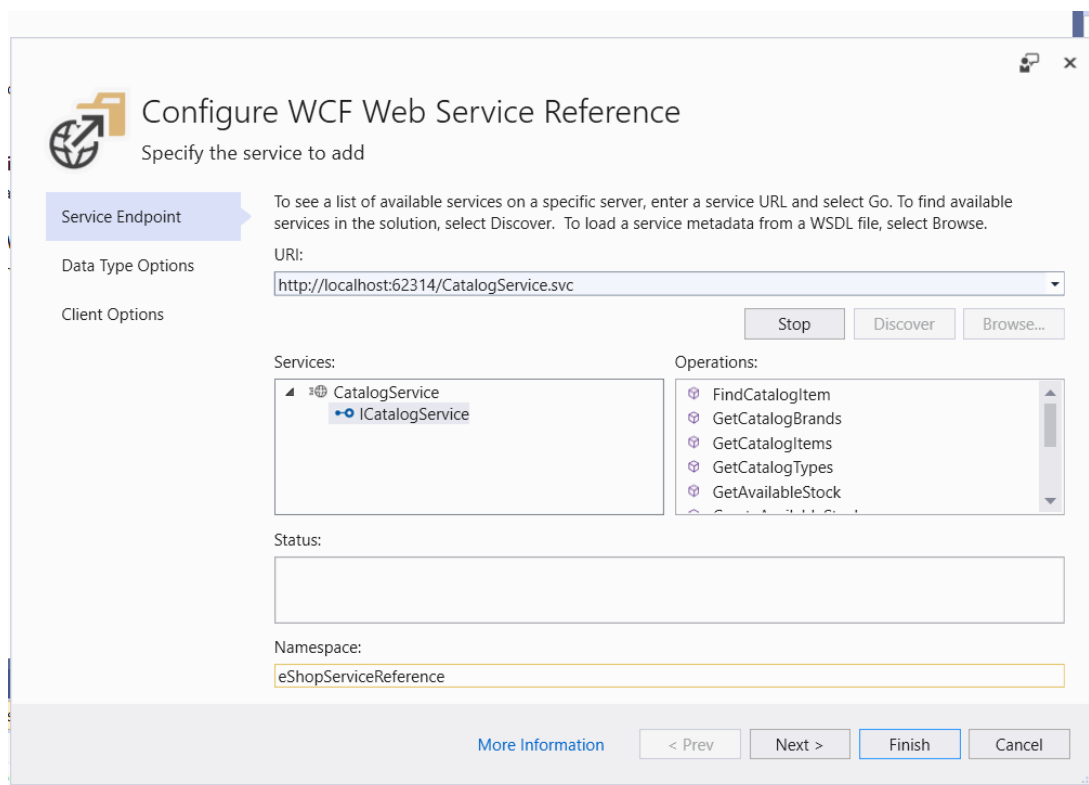 Configure WCF Web Service Reference
Specify the service to add
Service Endpoint
Data Type Options
Client Options
To see a list of available services on a specific server, enter a service URL and select Go. To find available
services in the solution, select Discover.  To load a service metadata from a WSDL file, select Browse.
URI:
http://localhost:62314/CatalogService.svc
Stop
Discover
Browse...
Services:
CatalogService
ICatalogService
Operations:
FindCatalogItem
GetCatalogBrands
GetCatalogItems
GetCatalogTypes
GetAvailableStock
Status:
Namespace:
eShopServiceReference
More Information
< Prev
Next >
Finish
Cancel